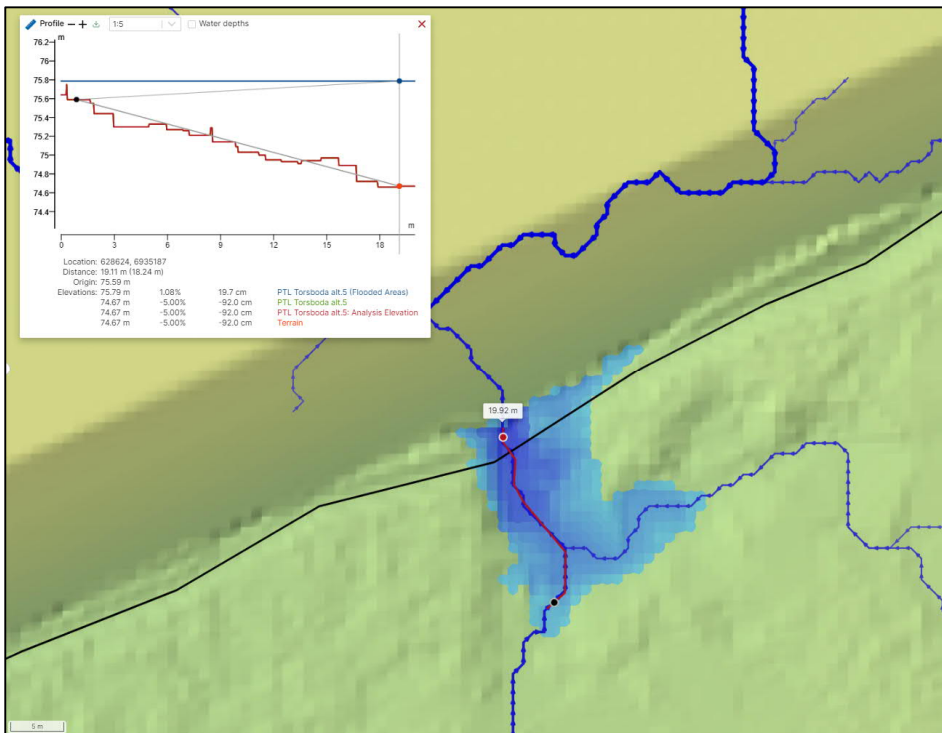 Profile 1:5 Water depths
m
76.2
76
75.8
75.6
75.4
75.2
75
74.8
74.6
74.4
m
0 3 6 9 12 15 18
Location: 628624, 6935187
Distance: 19.11 m (18.24 m)
Origin: 75.59 m
Elevations: 75.79 m 1.08% 19.7 cm PTL Torsboda alt.5 (Flooded Areas)
74.67 m -5.00% -92.0 cm PTL Torsboda alt.5
74.67 m -5.00% -92.0 cm PTL Torsboda alt.5: Analysis Elevation
74.67 m -5.00% -92.0 cm Terrain
19.92 m
5 m